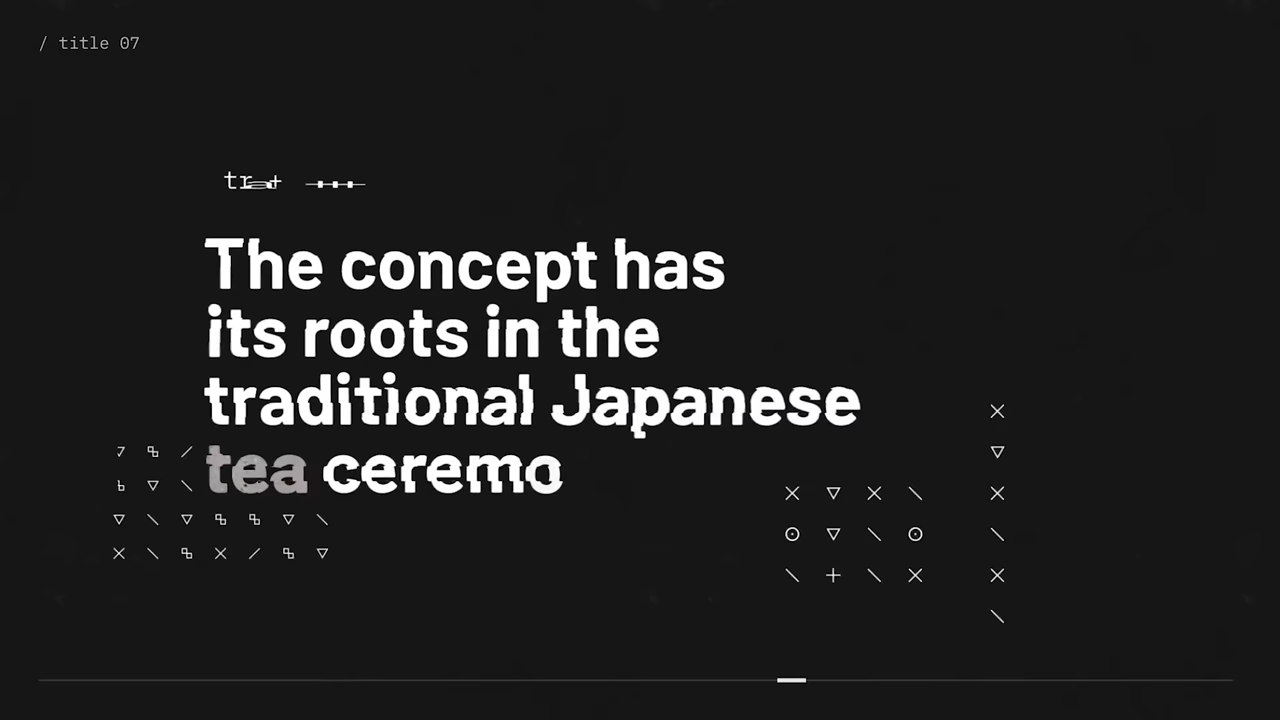 / title 07
The concept has
its roots in the
traditional Japanese
tea ceremo